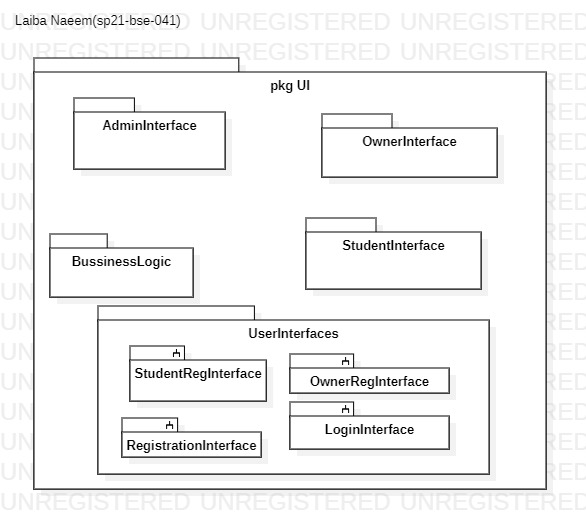 Laiba Naeem(sp21-bse-041)
UNREGISTERED UNREGISTERED UNREGISTERED
pkg UI
AdminInterface
OwnerInterface
StudentInterface
BussinessLogic
UserInterfaces
StudentRegInterface
OwnerRegInterface
LoginInterface
RegistrationInterface
UNREGISTERED UNREGISTERED UNREGISTERED